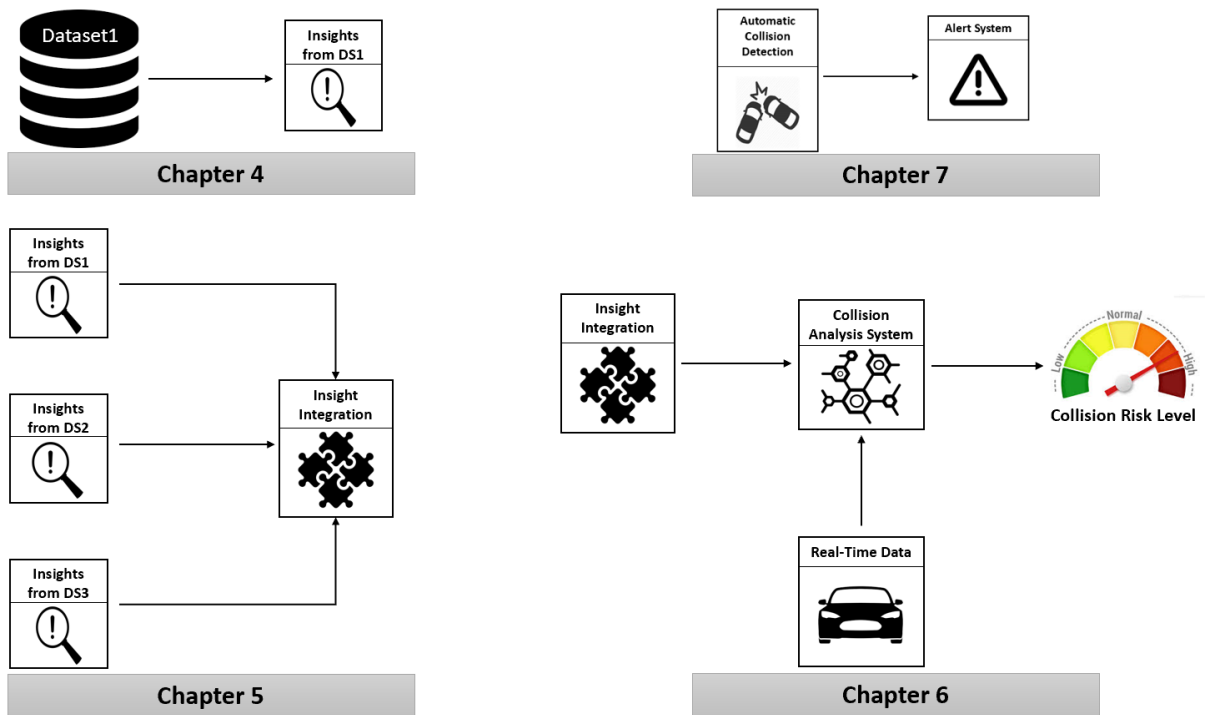 Dataset1
Insights
from DS1
Chapter 4
Automatic
Collision
Detection
Alert System
Chapter 7
Insights
from DS1
Insights
from DS2
Insights
from DS3
Insight
Integration
Chapter 5
Insight
Integration
Collision
Analysis System
Low
Normal
High
Collision Risk Level
Real-Time Data
Chapter 6